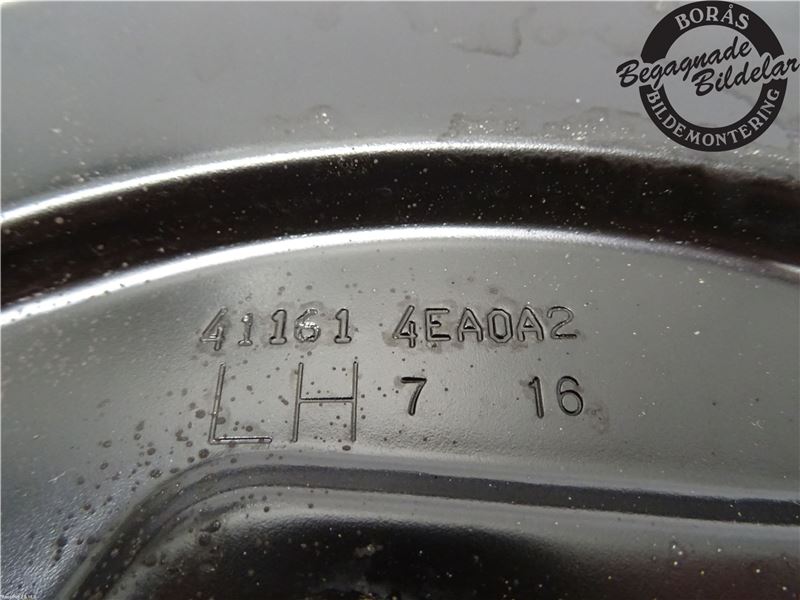 BORÅS
Begagnade
Bildelar
BILDEMONTERING
41161 4EA0A2
LH 7 16